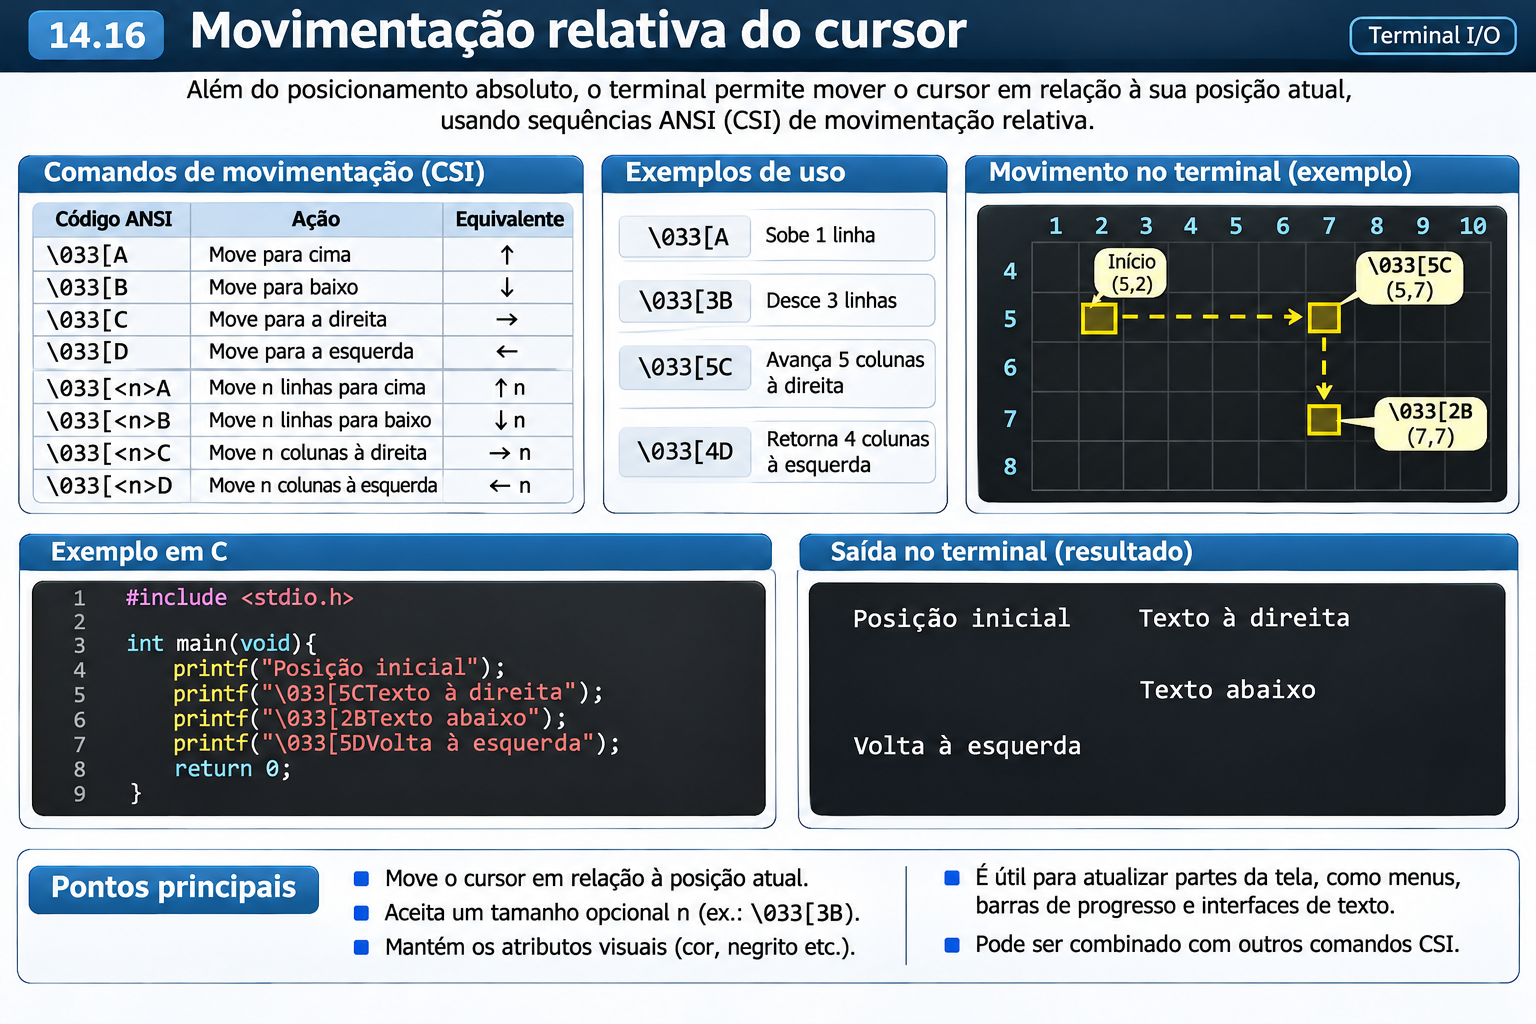 14.16 Movimentação relativa do cursor Terminal I/O
Além do posicionamento absoluto, o terminal permite mover o cursor em relação à sua posição atual,
usando sequências ANSI (CSI) de movimentação relativa.
Comandos de movimentação (CSI)
Código ANSI Ação Equivalente
\033[A Move para cima ↑
\033[B Move para baixo ↓
\033[C Move para a direita →
\033[D Move para a esquerda ←
\033[<n>A Move n linhas para cima ↑ n
\033[<n>B Move n linhas para baixo ↓ n
\033[<n>C Move n colunas à direita → n
\033[<n>D Move n colunas à esquerda ← n
Exemplos de uso
\033[A Sobe 1 linha
\033[3B Desce 3 linhas
\033[5C Avança 5 colunas
à direita
\033[4D Retorna 4 colunas
à esquerda
Movimento no terminal (exemplo)
1 2 3 4 5 6 7 8 9 10
4
5
6
7
8
Início
(5,2)
\033[5C
(5,7)
\033[2B
(7,7)
Exemplo em C
1 #include <stdio.h>
2
3 int main(void){
4 printf("Posição inicial");
5 printf("\033[5CTexto à direita");
6 printf("\033[2BTexto abaixo");
7 printf("\033[5DVolta à esquerda");
8 return 0;
9 }
Saída no terminal (resultado)
Posição inicial Texto à direita
Texto abaixo
Volta à esquerda
Pontos principais
Move o cursor em relação à posição atual.
Aceita um tamanho opcional n (ex.: \033[3B).
Mantém os atributos visuais (cor, negrito etc.).
É útil para atualizar partes da tela, como menus,
barras de progresso e interfaces de texto.
Pode ser combinado com outros comandos CSI.